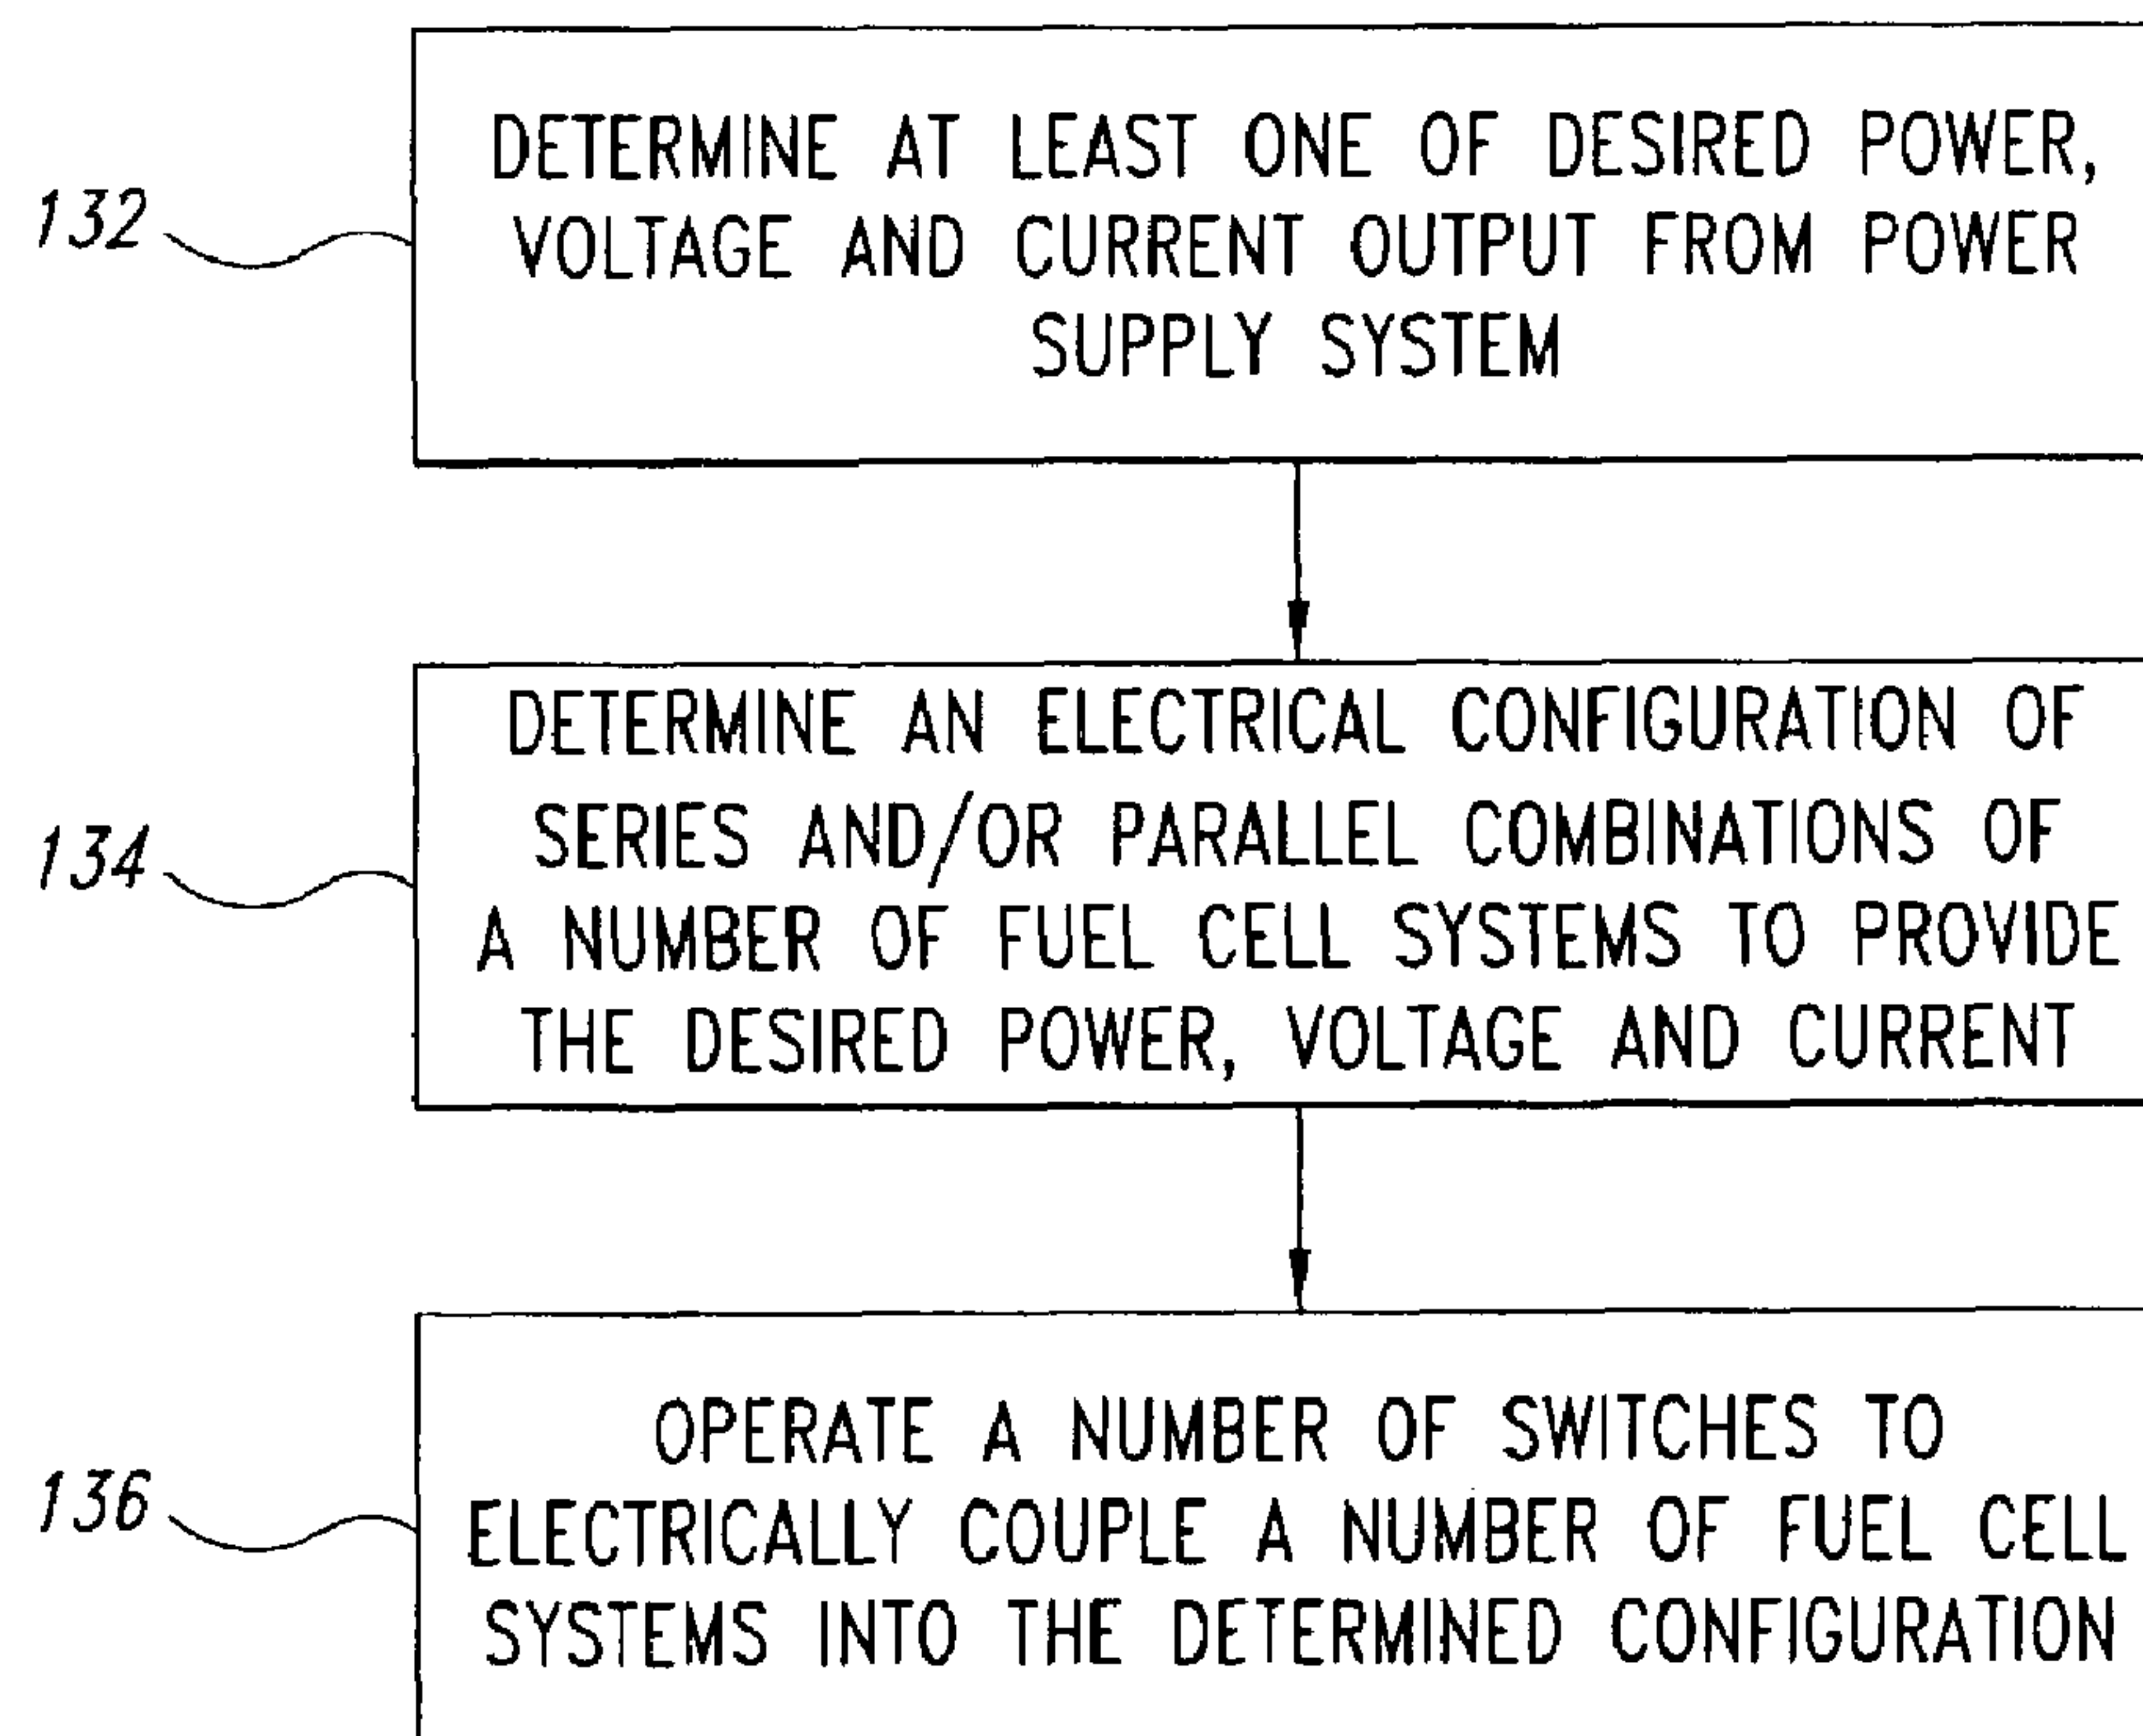 132
DETERMINE AT LEAST ONE OF DESIRED POWER,
VOLTAGE AND CURRENT OUTPUT FROM POWER
SUPPLY SYSTEM
134
DETERMINE AN ELECTRICAL CONFIGURATION OF
SERIES AND/OR PARALLEL COMBINATIONS OF
A NUMBER OF FUEL CELL SYSTEMS TO PROVIDE
THE DESIRED POWER, VOLTAGE AND CURRENT
136
OPERATE A NUMBER OF SWITCHES TO
ELECTRICALLY COUPLE A NUMBER OF FUEL CELL
SYSTEMS INTO THE DETERMINED CONFIGURATION